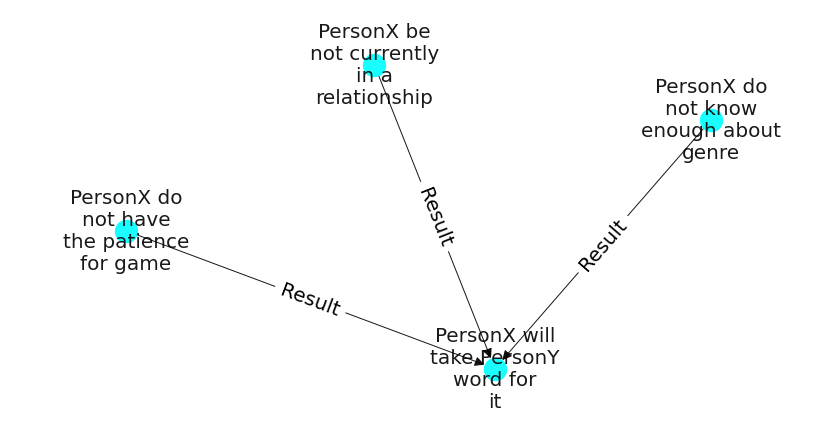 PersonX be
not currently
in a
relationship
PersonX do
not know
enough about
genre
PersonX do
not have
the patience
for game
Result
Result
Result
PersonX will
take PersonY
word for
it